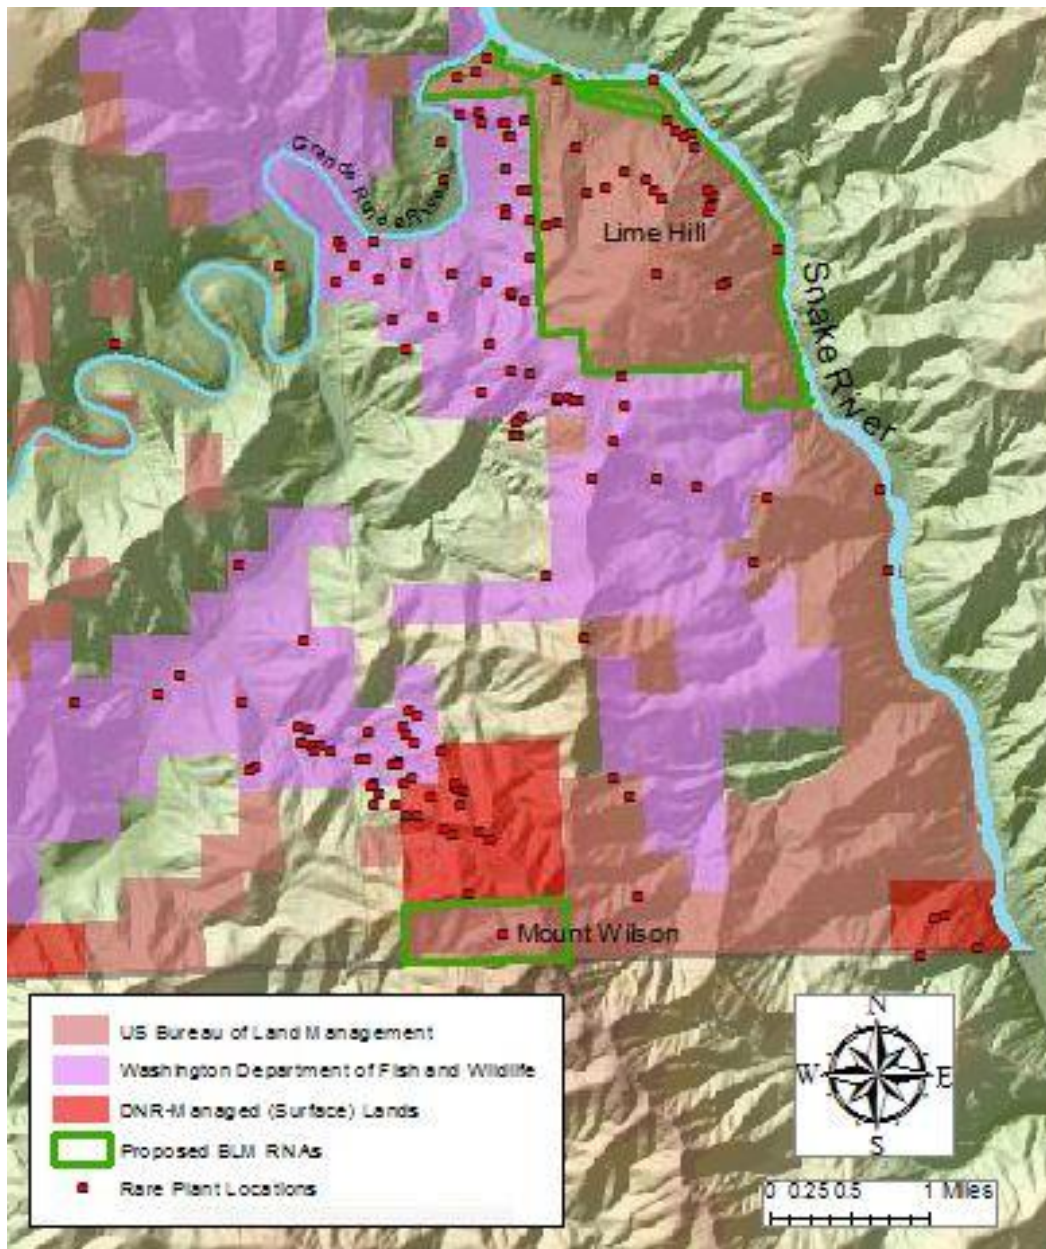 Grande Ronde River
Lime Hill
Snake River
Mount Wilson
US Bureau of Land Management
Washington Department of Fish and Wildlife
DNR-Managed (Surface) Lands
Proposed BLM RNAs
Rare Plant Locations
N
W E
S
0 0.25 0.5 1 Miles